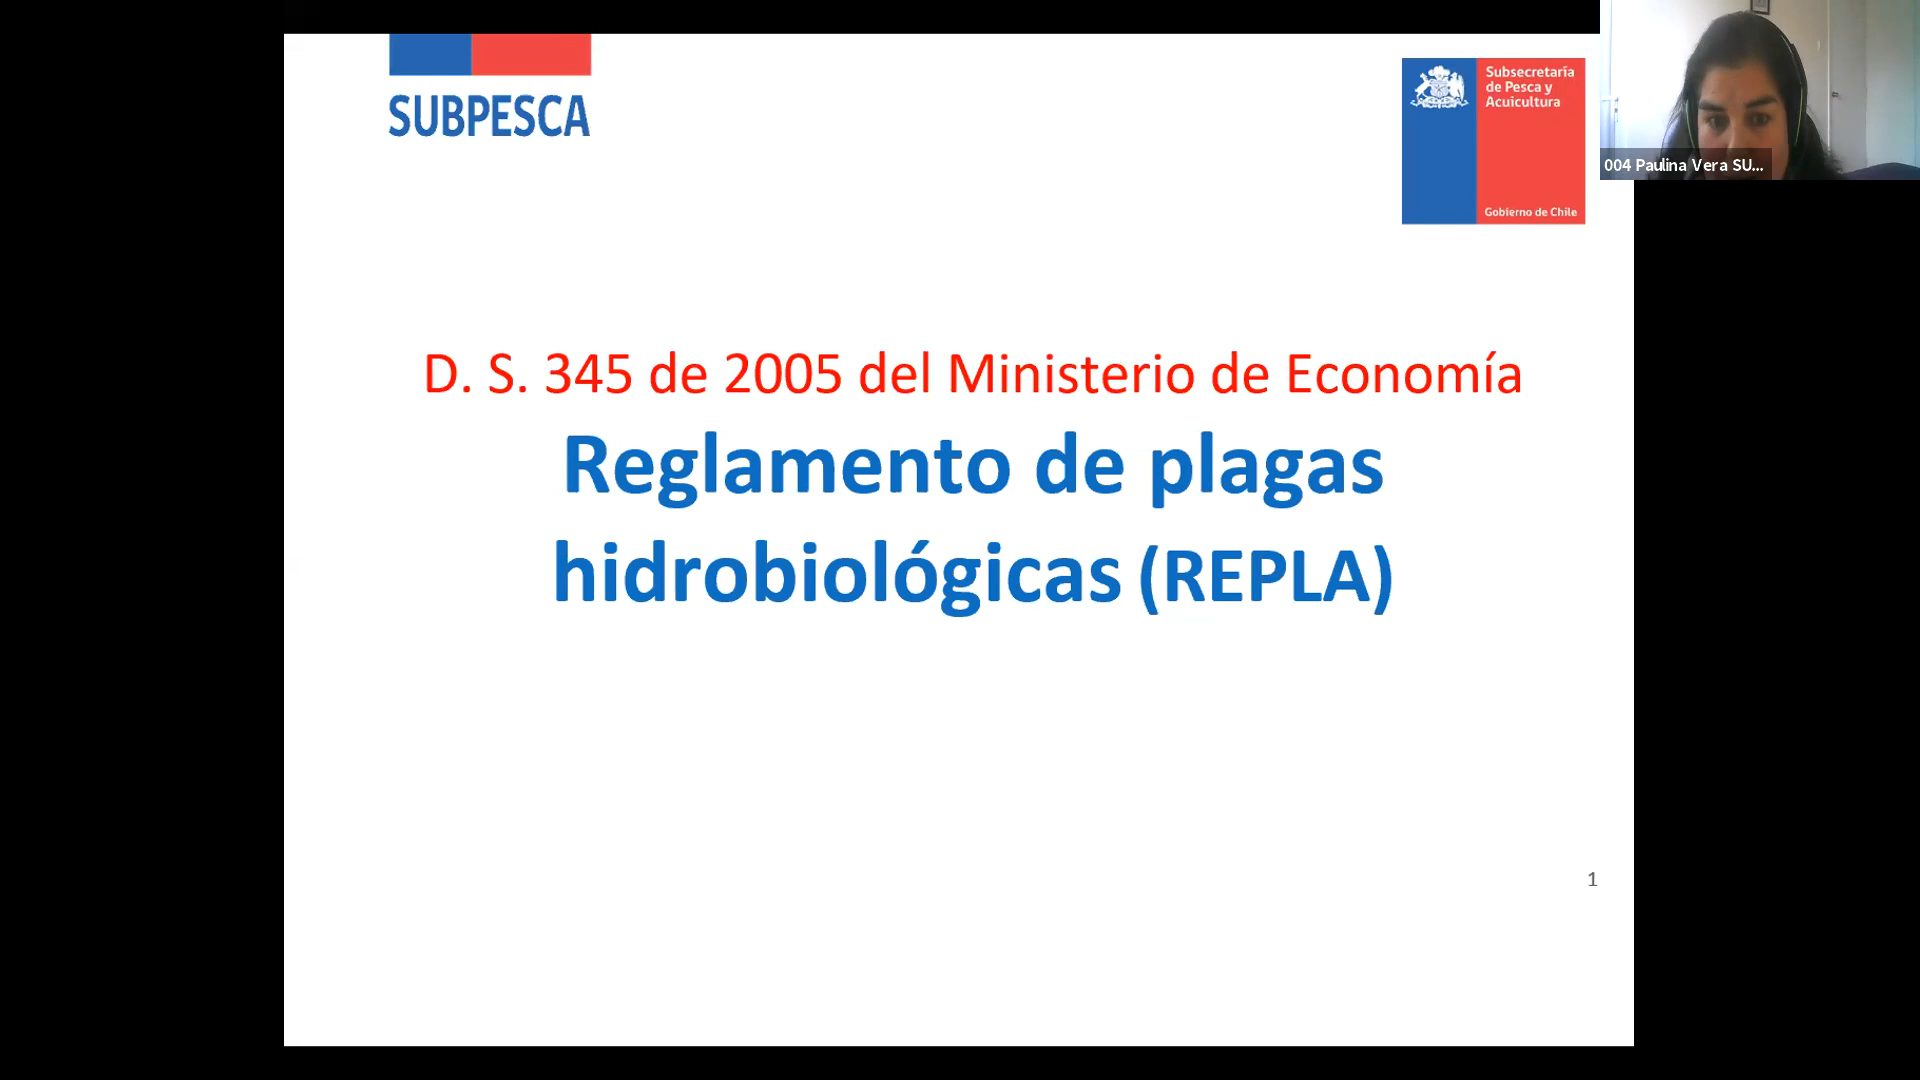 SUBPESCA
Subsecretaría
de Pesca y
Acuicultura
Gobierno de Chile
004 Paulina Vera SU...
D. S. 345 de 2005 del Ministerio de Economía
Reglamento de plagas
hidrobiológicas (REPLA)
1